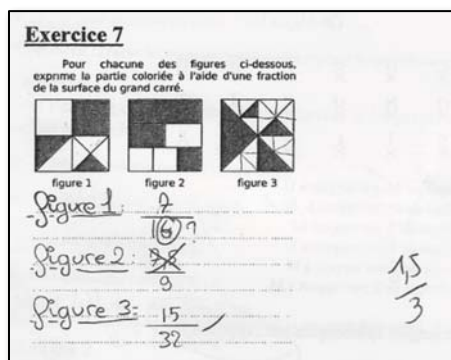 Exercice 7
Pour chacune des figures ci-dessous,
exprime la partie coloriée à l'aide d'une fraction
de la surface du grand carré.
figure 1 figure 2 figure 3
figure 1: 7
16 ?
figure 2:
9
figure 3: 15
32
1,5
3